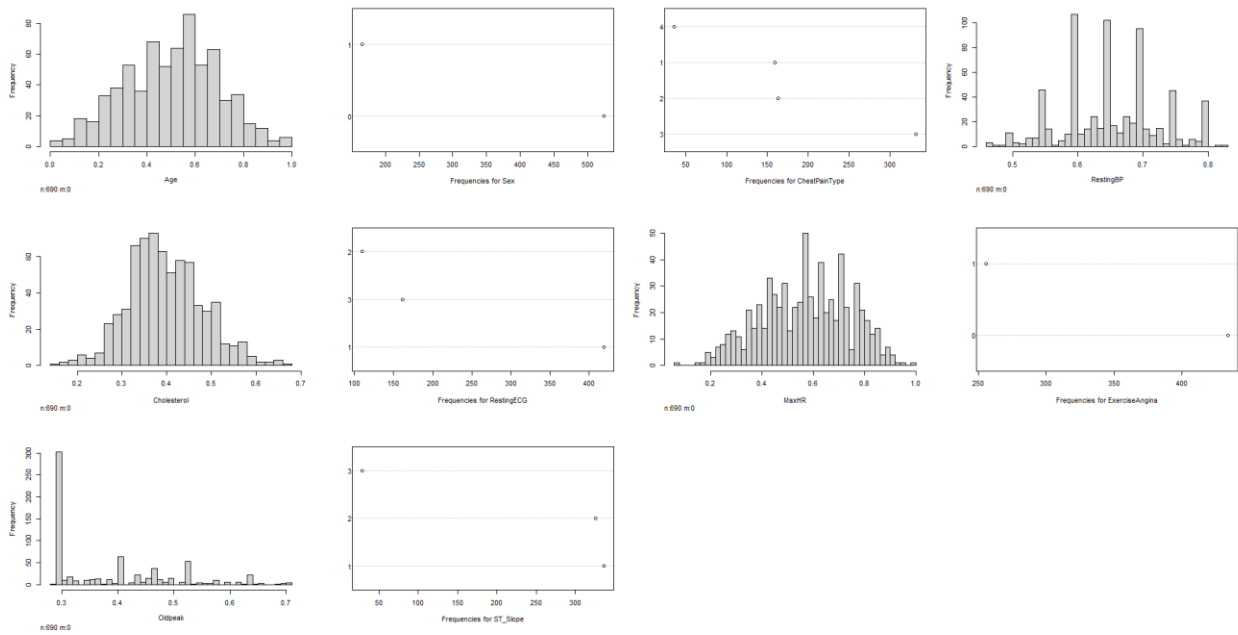 Frequency
0 20 40 60 80
0.0 0.2 0.4 0.6 0.8 1.0
Age
n:690 m:0
1
0
200 250 300 350 400 450 500
Frequencies for Sex
4
1
2
3
50 100 150 200 250 300
Frequencies for ChestPainType
Frequency
0 20 40 60 80 100
0.5 0.6 0.7 0.8
RestingBP
n:690 m:0
Frequency
0 20 40 60
0.2 0.3 0.4 0.5 0.6 0.7
Cholesterol
n:690 m:0
2
3
1
100 150 200 250 300 350 400
Frequencies for RestingECG
Frequency
0 10 20 30 40 50
0.2 0.4 0.6 0.8 1.0
MaxHR
n:690 m:0
1
0
250 300 350 400
Frequencies for ExerciseAngina
Frequency
0 50 100 150 200 250 300
0.3 0.4 0.5 0.6 0.7
Oldpeak
n:690 m:0
3
2
1
50 100 150 200 250 300
Frequencies for ST_Slope